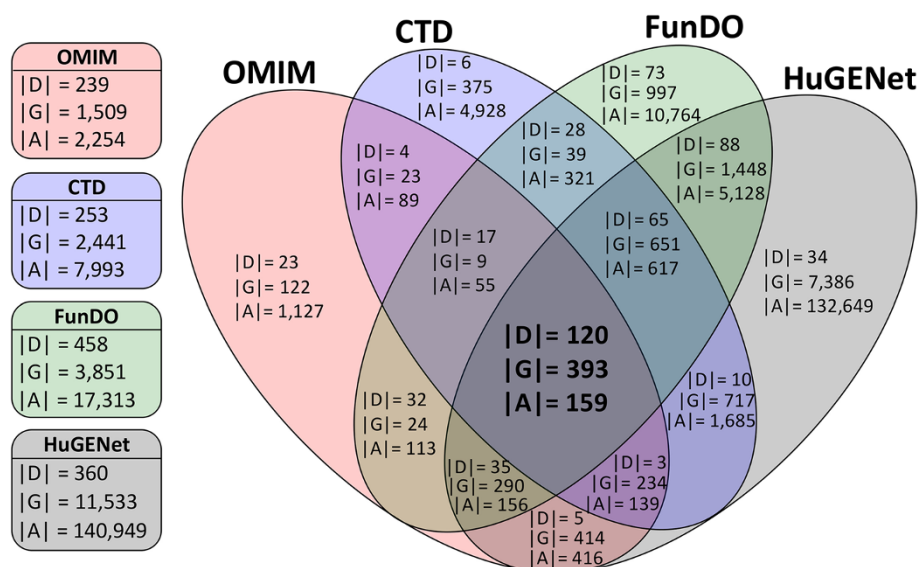 OMIM
|D| = 239
|G| = 1,509
|A| = 2,254
CTD
|D| = 253
|G| = 2,441
|A| = 7,993
FunDO
|D| = 458
|G| = 3,851
|A| = 17,313
HuGENet
|D| = 360
|G| = 11,533
|A| = 140,949
OMIM
CTD
FunDO
HuGENet
|D|= 6
|G|= 375
|A|= 4,928
|D|= 73
|G|= 997
|A|= 10,764
|D|= 4
|G|= 23
|A|= 89
|D|= 28
|G|= 39
|A|= 321
|D|= 88
|G|= 1,448
|A|= 5,128
|D|= 23
|G|= 122
|A|= 1,127
|D|= 17
|G|= 9
|A|= 55
|D|= 65
|G|= 651
|A|= 617
|D|= 34
|G|= 7,386
|A|= 132,649
|D|= 120
|G|= 393
|A|= 159
|D|= 32
|G|= 24
|A|= 113
|D|= 10
|G|= 717
|A|= 1,685
|D|= 35
|G|= 290
|A|= 156
|D|= 3
|G|= 234
|A|= 139
|D|= 5
|G|= 414
|A|= 416